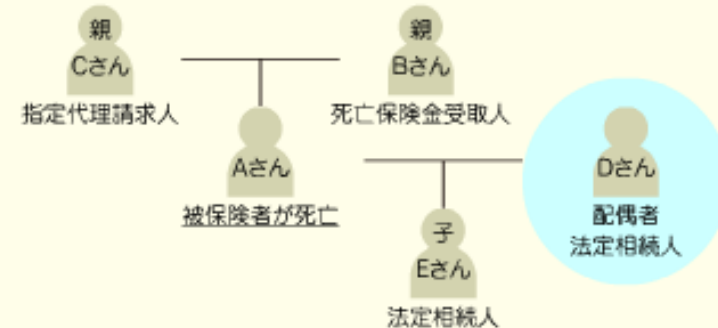 親
Cさん
指定代理請求人
親
Bさん
死亡保険金受取人
Aさん
被保険者が死亡
Dさん
配偶者
法定相続人
子
Eさん
法定相続人